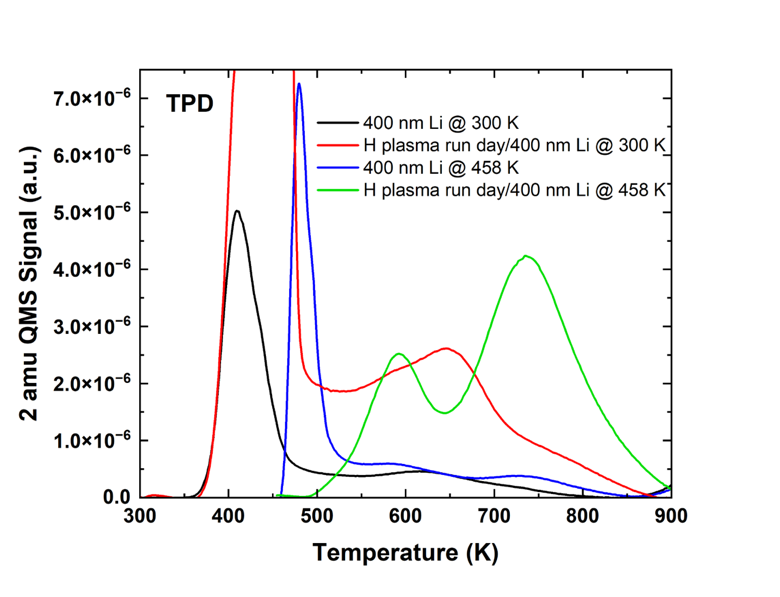 TPD
400 nm Li @ 300 K
H plasma run day/400 nm Li @ 300 K
400 nm Li @ 458 K
H plasma run day/400 nm Li @ 458 K
2 amu QMS Signal (a.u.)
7.0×10⁻⁶
6.0×10⁻⁶
5.0×10⁻⁶
4.0×10⁻⁶
3.0×10⁻⁶
2.0×10⁻⁶
1.0×10⁻⁶
0.0
300 400 500 600 700 800 900
Temperature (K)